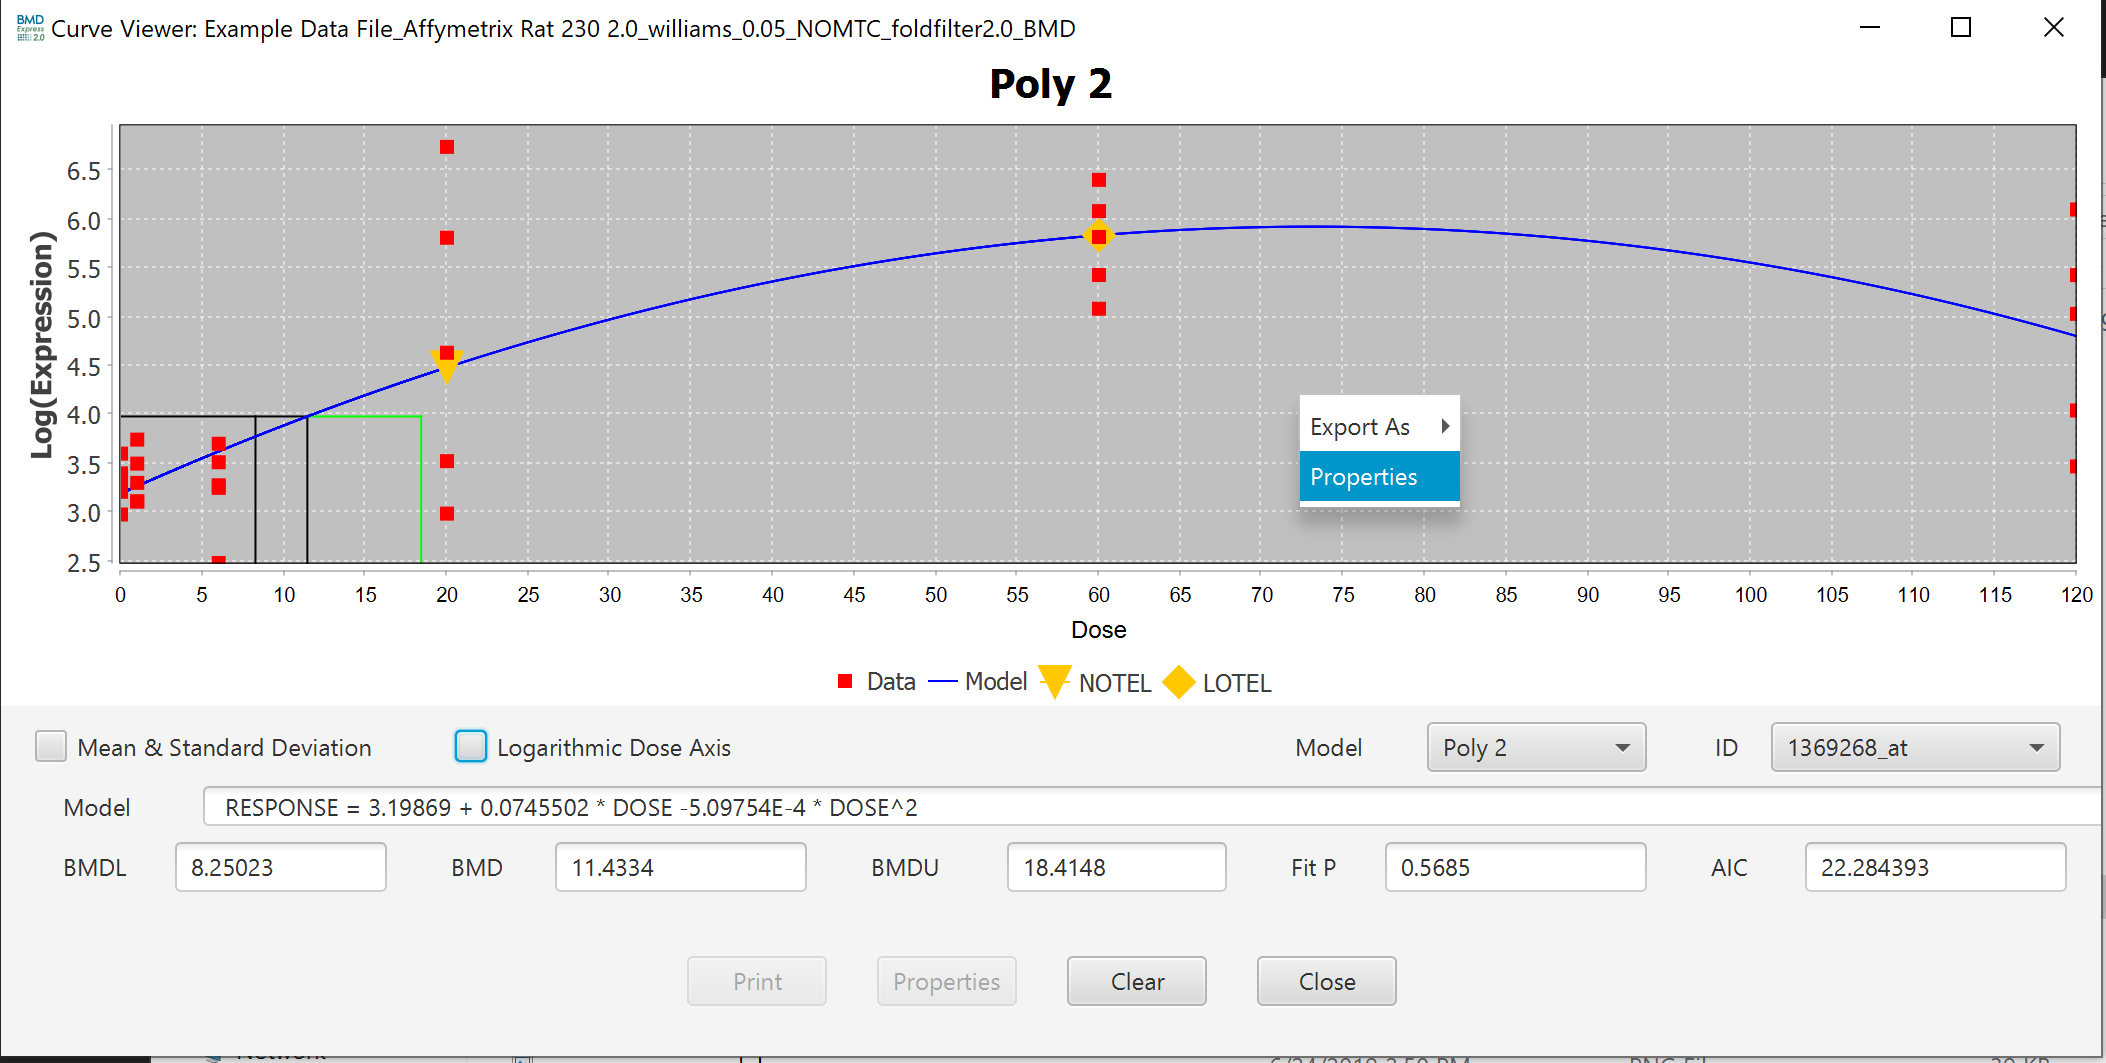 BMD
Express
2.0
Curve Viewer: Example Data File_Affymetrix Rat 230 2.0_williams_0.05_NOMTC_foldfilter2.0_BMD
Poly 2
Log(Expression)
6.5
6.0
5.5
5.0
4.5
4.0
3.5
3.0
2.5
Export As
Properties
0 5 10 15 20 25 30 35 40 45 50 55 60 65 70 75 80 85 90 95 100 105 110 115 120
Dose
Data Model NOTEL LOTEL
Mean & Standard Deviation Logarithmic Dose Axis Model Poly 2 ID 1369268_at
Model RESPONSE = 3.19869 + 0.0745502 * DOSE -5.09754E-4 * DOSE^2
BMDL 8.25023 BMD 11.4334 BMDU 18.4148 Fit P 0.5685 AIC 22.284393
Print Properties Clear Close